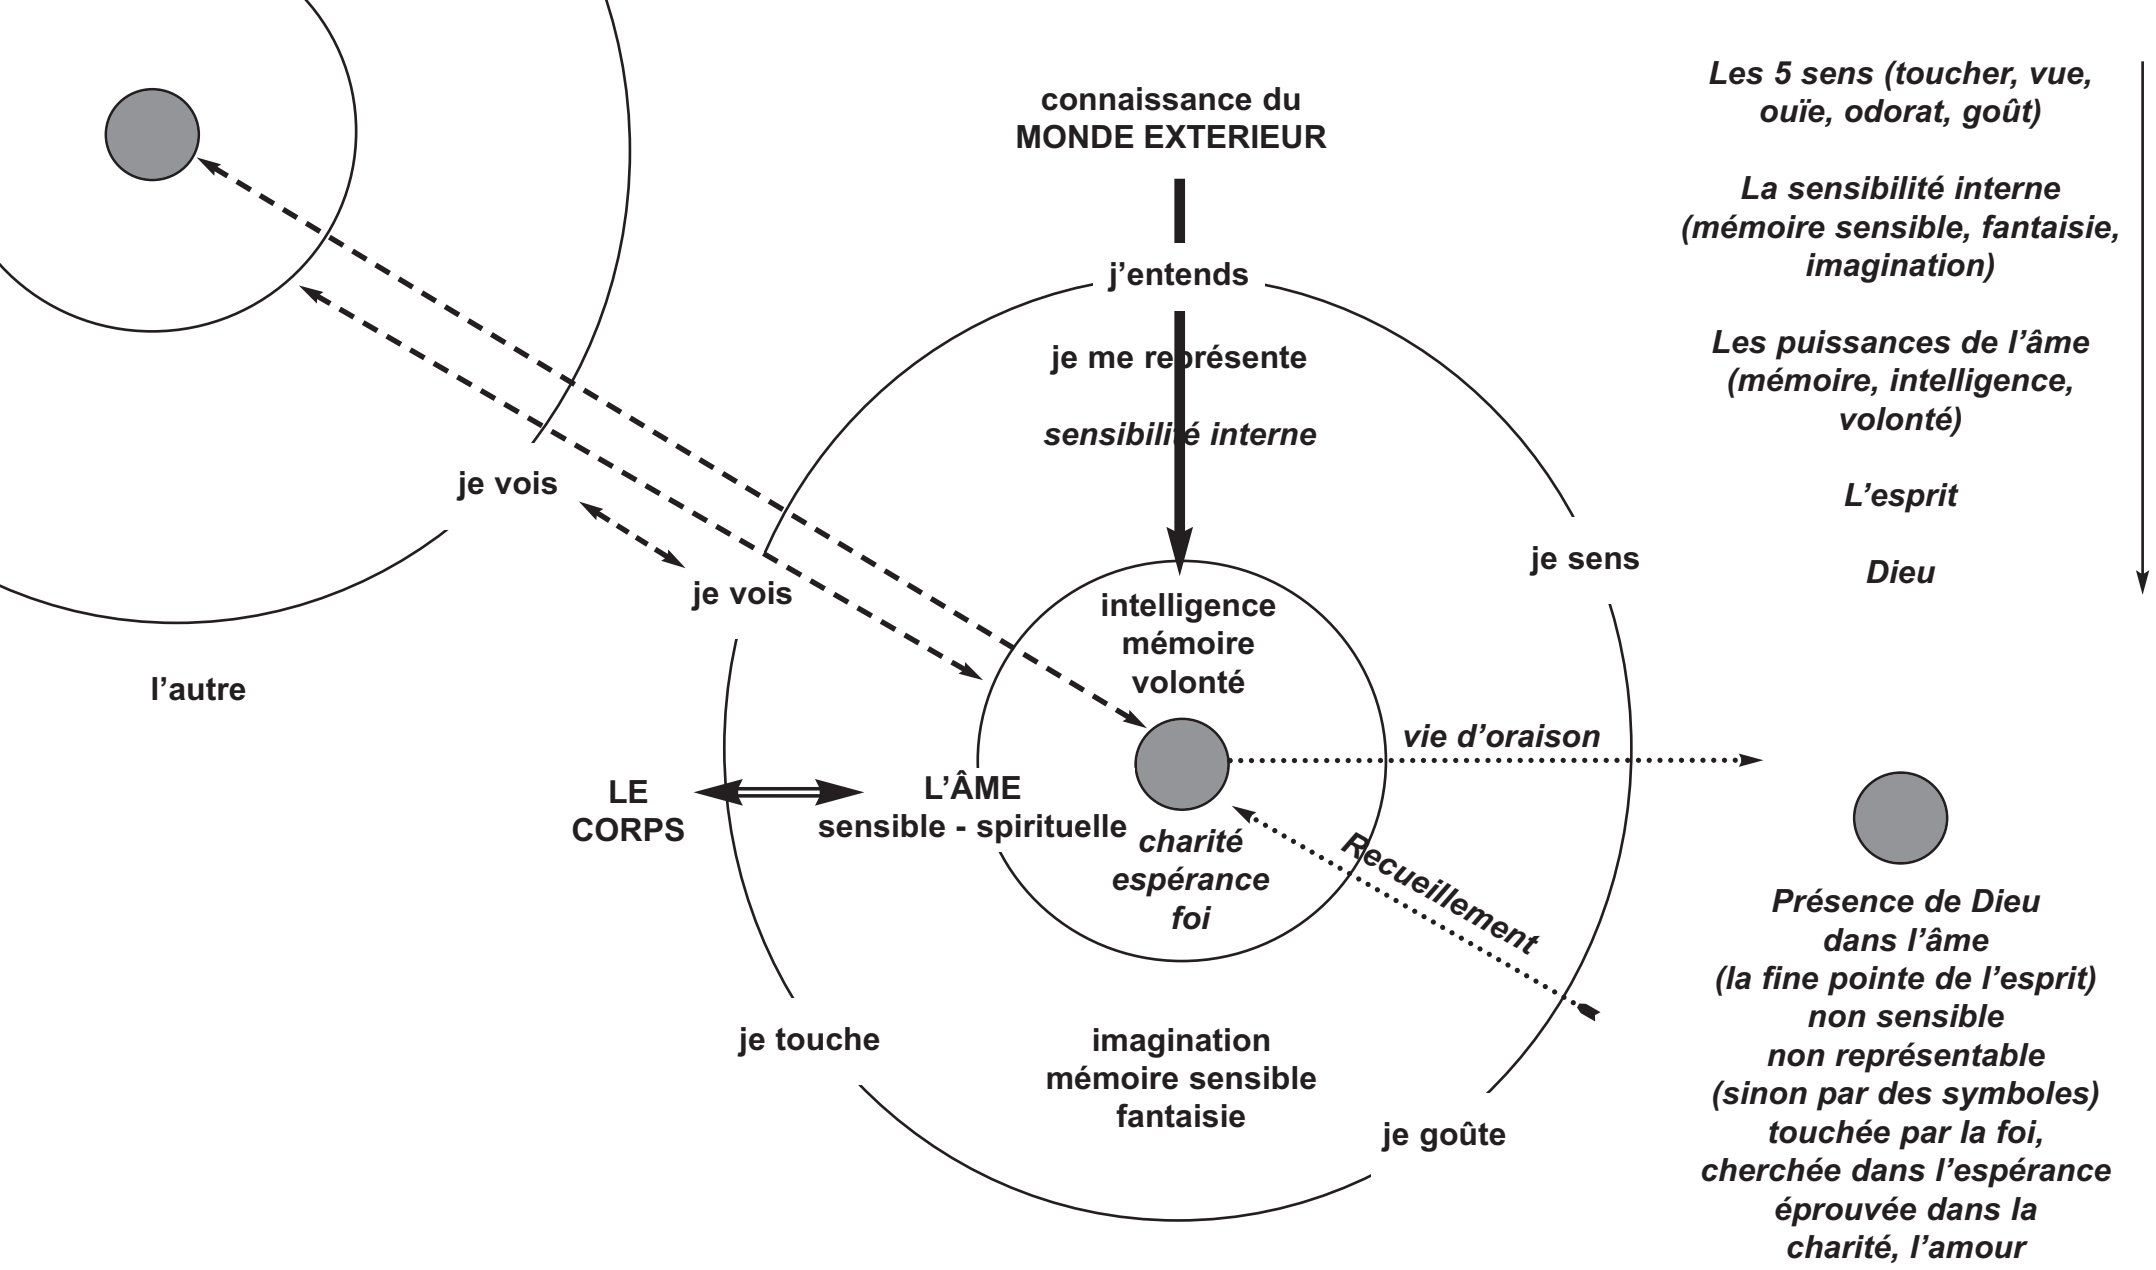 connaissance du
MONDE EXTERIEUR
j’entends
je me représente
sensibilité interne
je vois
je vois
je sens
l’autre
intelligence
mémoire
volonté
vie d’oraison
LE
CORPS
L’ÂME
sensible - spirituelle
charité
espérance
foi
Recueillement
je touche
imagination
mémoire sensible
fantaisie
je goûte
Les 5 sens (toucher, vue,
ouïe, odorat, goût)
La sensibilité interne
(mémoire sensible, fantaisie,
imagination)
Les puissances de l’âme
(mémoire, intelligence,
volonté)
L’esprit
Dieu
Présence de Dieu
dans l’âme
(la fine pointe de l’esprit)
non sensible
non représentable
(sinon par des symboles)
touchée par la foi,
cherchée dans l’espérance
éprouvée dans la
charité, l’amour